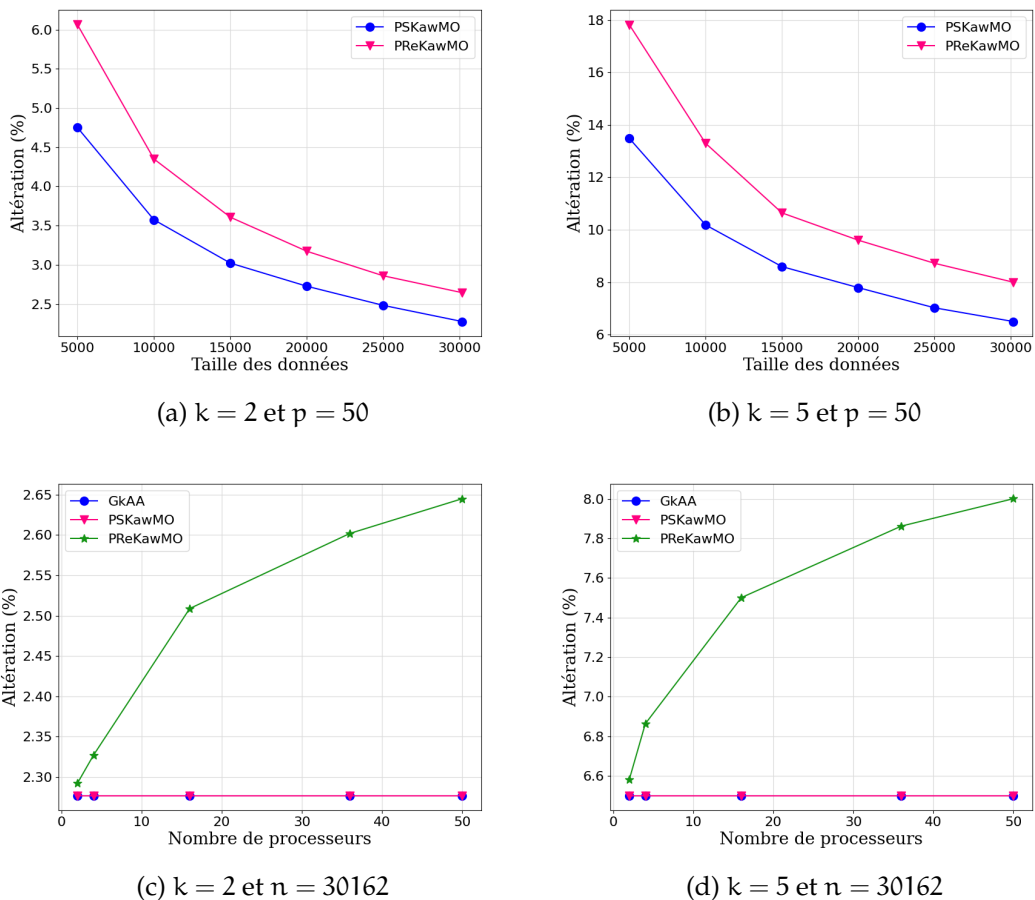 6.0
5.5
5.0
4.5
4.0
3.5
3.0
2.5
Altération (%)
PSKawMO
PReKawMO
5000 10000 15000 20000 25000 30000
Taille des données
(a) k = 2 et p = 50
18
16
14
12
10
8
6
Altération (%)
PSKawMO
PReKawMO
5000 10000 15000 20000 25000 30000
Taille des données
(b) k = 5 et p = 50
2.65
2.60
2.55
2.50
2.45
2.40
2.35
2.30
Altération (%)
GkAA
PSKawMO
PReKawMO
0 10 20 30 40 50
Nombre de processeurs
(c) k = 2 et n = 30162
8.0
7.8
7.6
7.4
7.2
7.0
6.8
6.6
Altération (%)
GkAA
PSKawMO
PReKawMO
0 10 20 30 40 50
Nombre de processeurs
(d) k = 5 et n = 30162